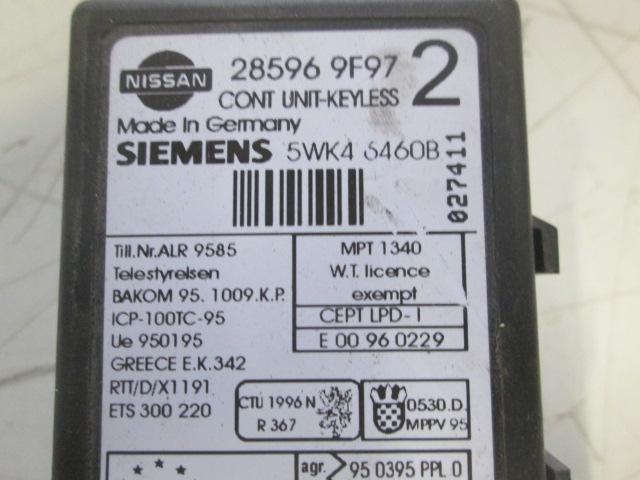 NISSAN
28596 9F97 2
CONT UNIT-KEYLESS
Made In Germany
SIEMENS 5WK4 6460B
027411
Till.Nr.ALR 9585
Telestyrelsen
BAKOM 95. 1009.K.P.
ICP-100TC-95
Ue 950195
GREECE E.K.342
RTT/D/X1191
ETS 300 220
MPT 1340
W.T. licence
exempt
CEPT LPD-I
E 00 96 0229
CTU 1996 N
R 367
0530.D.
MPPV 95
agr. 95 0395 PPL 0